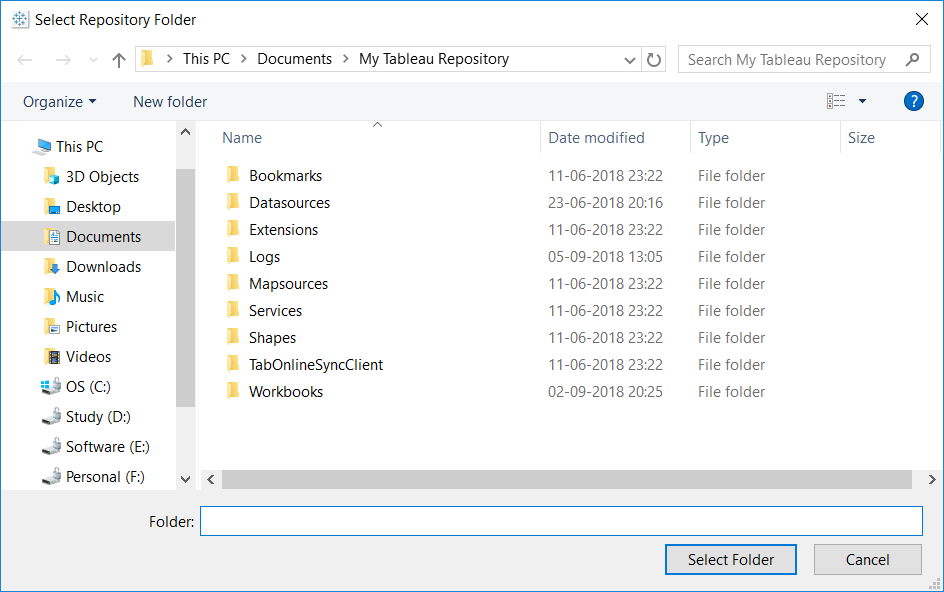 Select Repository Folder
This PC > Documents > My Tableau Repository
Search My Tableau Repository
Organize
New folder
?
Name
Date modified
Type
Size
This PC
3D Objects
Desktop
Documents
Downloads
Music
Pictures
Videos
OS (C:)
Study (D:)
Software (E:)
Personal (F:)
Bookmarks 11-06-2018 23:22 File folder
Datasources 23-06-2018 20:16 File folder
Extensions 11-06-2018 23:22 File folder
Logs 05-09-2018 13:05 File folder
Mapsources 11-06-2018 23:22 File folder
Services 11-06-2018 23:22 File folder
Shapes 11-06-2018 23:22 File folder
TabOnlineSyncClient 11-06-2018 23:22 File folder
Workbooks 02-09-2018 20:25 File folder
Folder:
Select Folder
Cancel